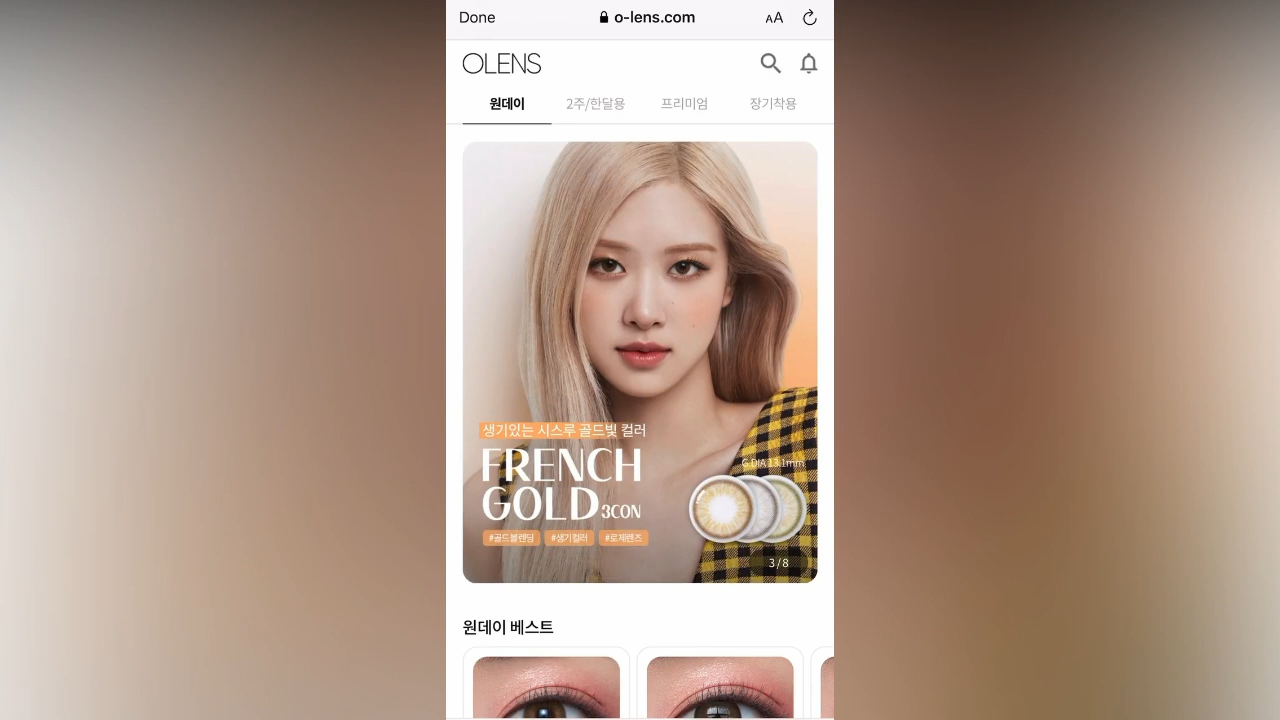 Done
o-lens.com
AA
OLENS
원데이
2주/한달용
프리미엄
장기착용
생기있는 시스루 골드빛 컬러
FRENCH
GOLD 3CON
G.DIA 13.1mm
#골드블렌딩 #생기컬러 #로제렌즈
3/8
원데이 베스트